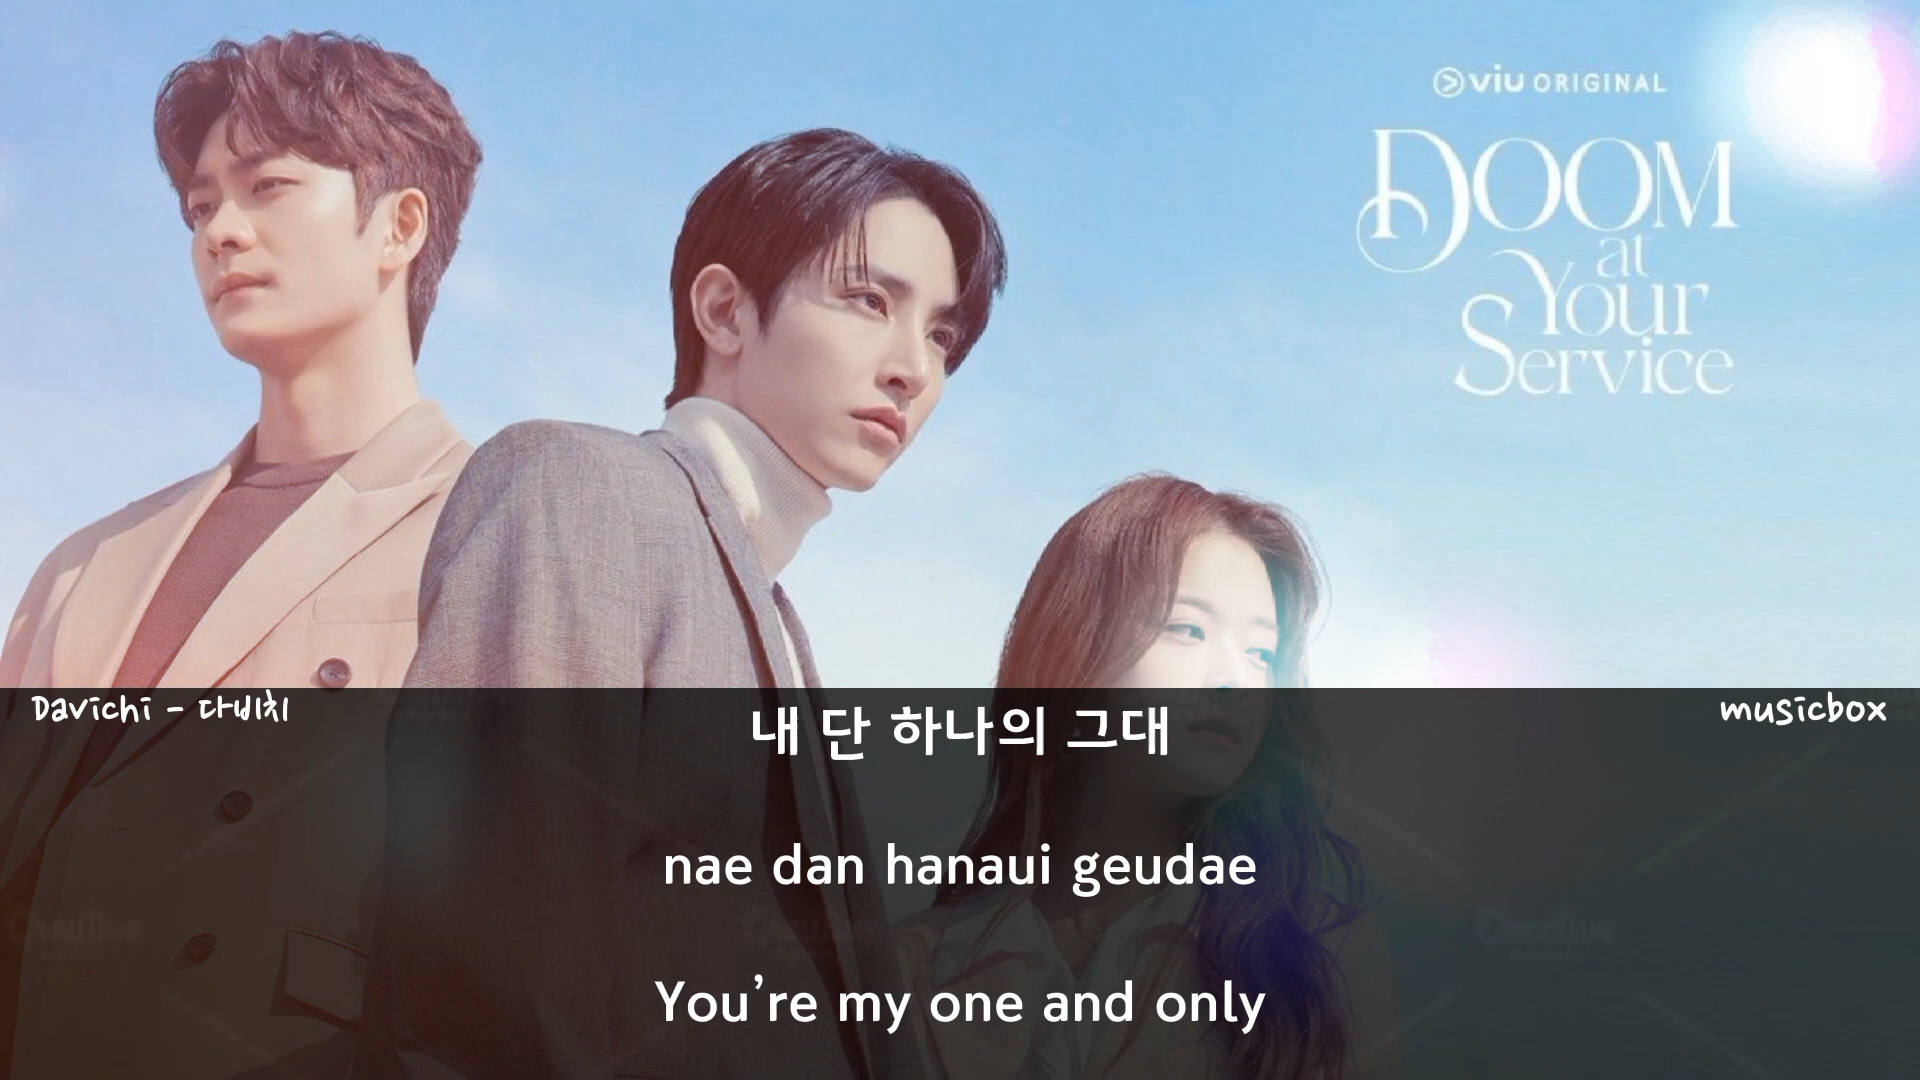 viu ORIGINAL
DOOM
at
Your
Service
Davichi - 다비치
musicbox
내 단 하나의 그대
nae dan hanaui geudae
You’re my one and only